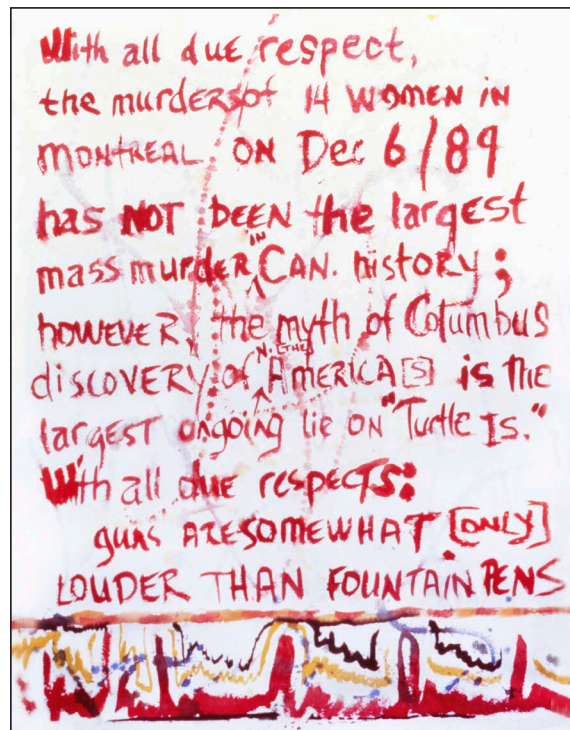 With all due respect,
the murders of 14 WOMEN IN
MONTREAL ON Dec 6/89
has NOT BEEN the largest
mass murdER IN CAN. history;
howEVER, the myth of Columbus
discovERY of N. [THE] AMERICA[S] is the
largEST ongoing lie ON "Turtle Is."
With all due respects:
guns ARE SOMEWHAT [ONLY]
LOUDER THAN FOUNTAIN PENS